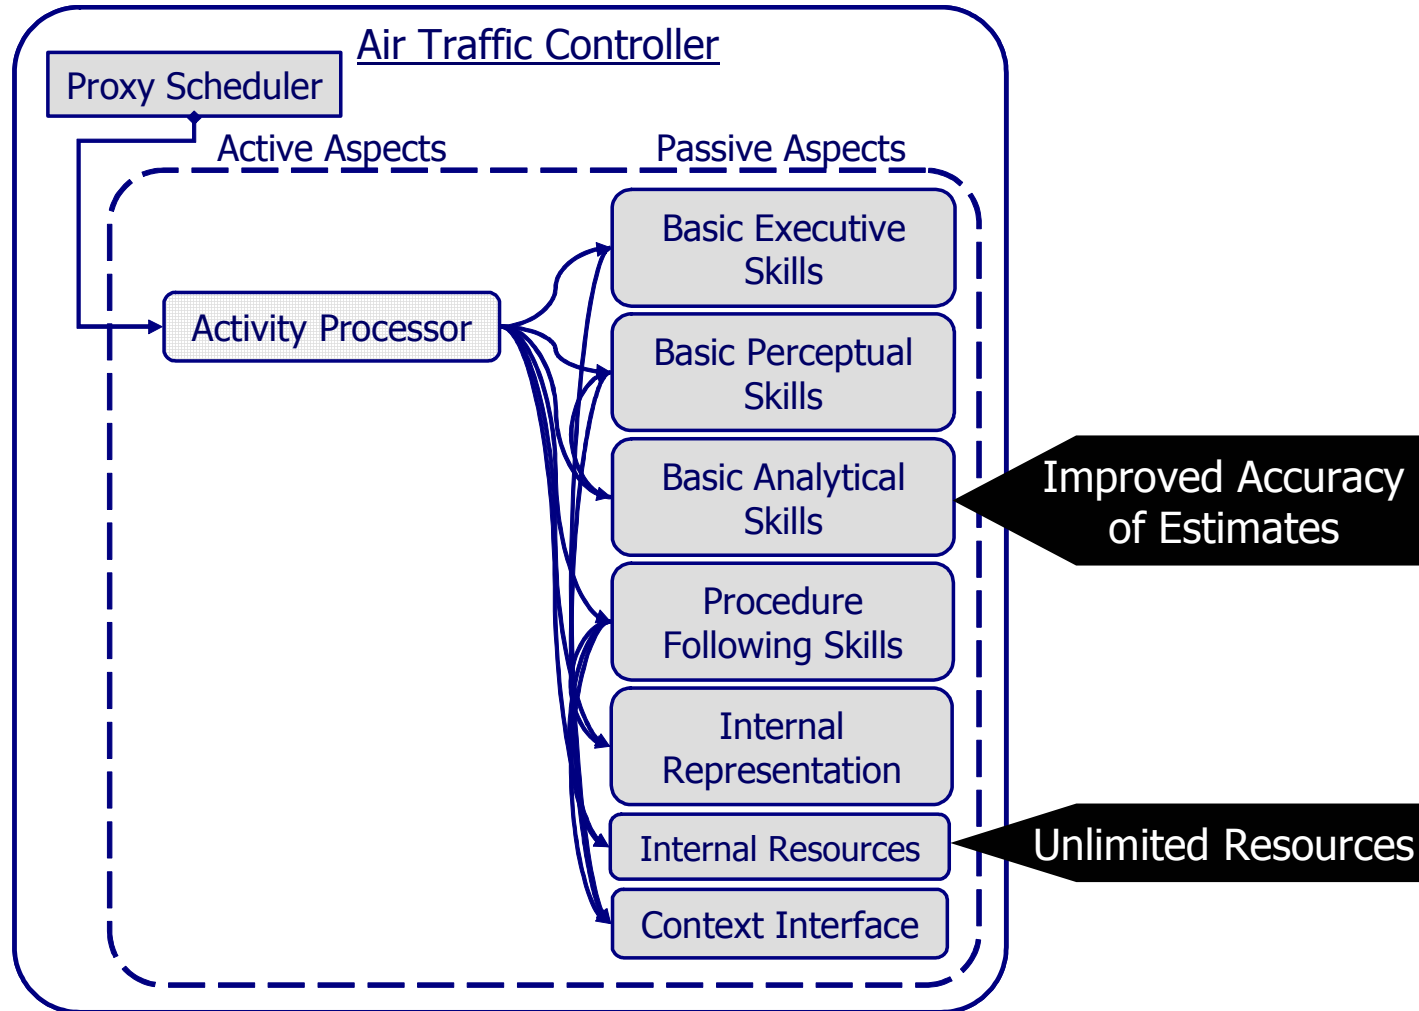 Air Traffic Controller
Proxy Scheduler
Active Aspects
Passive Aspects
Basic Executive
Skills
Activity Processor
Basic Perceptual
Skills
Basic Analytical
Skills
Improved Accuracy
of Estimates
Procedure
Following Skills
Internal
Representation
Internal Resources
Unlimited Resources
Context Interface